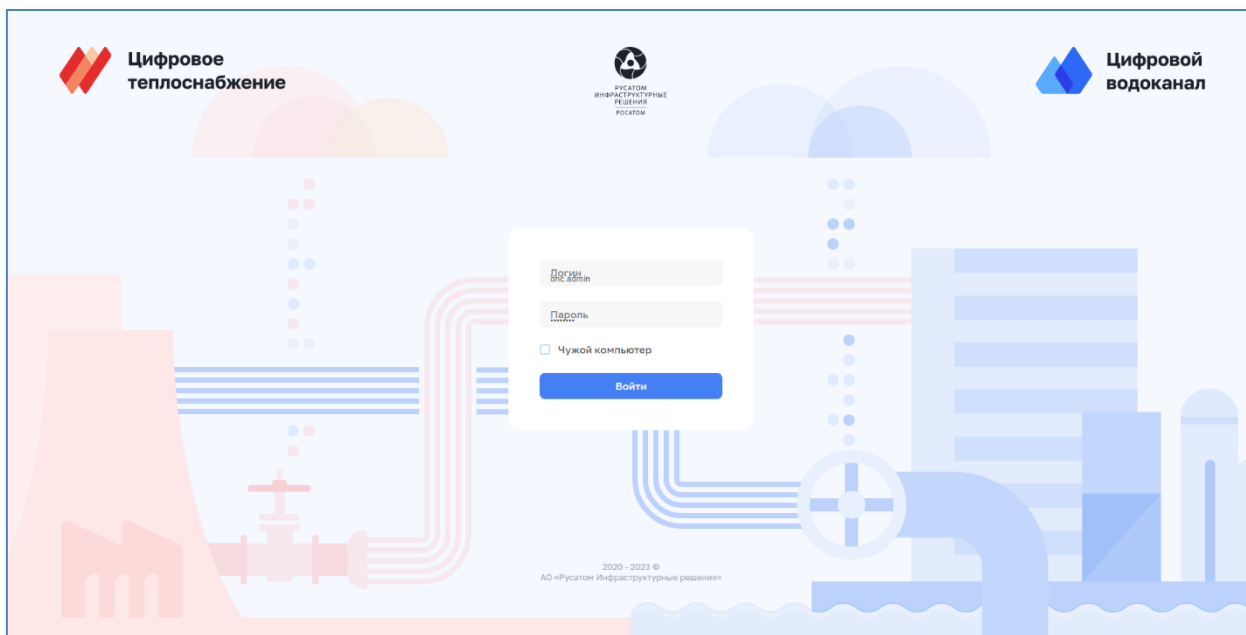 Цифровое
теплоснабжение
РУСАТОМ
ИНФРАСТРУКТУРНЫЕ
РЕШЕНИЯ
РОСАТОМ
Цифровой
водоканал
Логин
dhc.admin
Пароль
Чужой компьютер
Войти
2020 - 2023 ©
АО «Русатом Инфраструктурные решения»